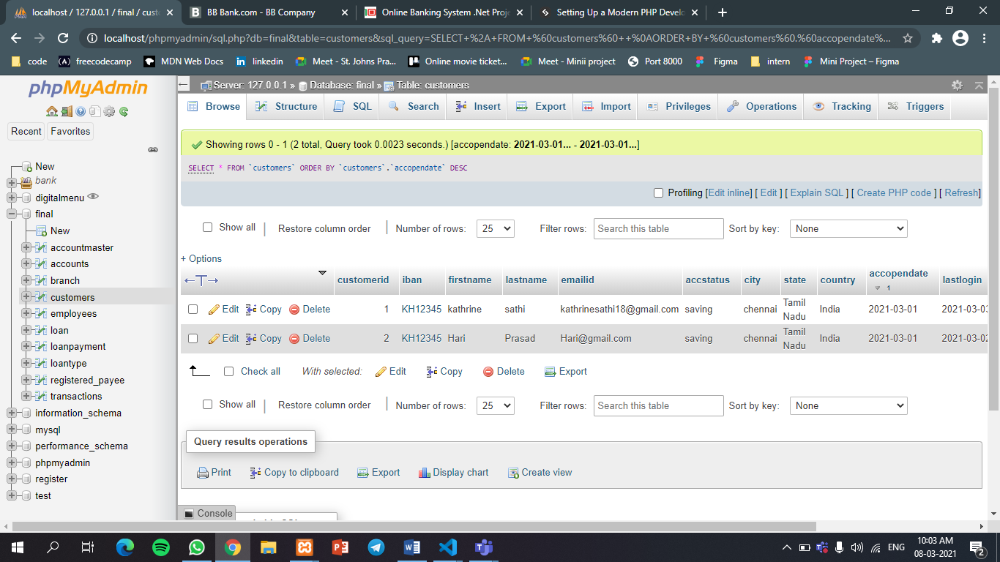 localhost / 127.0.0.1 / final / cust
BB Bank.com - BB Company
Online Banking System .Net Proje
Setting Up a Modern PHP Develo
localhost/phpmyadmin/sql.php?db=final&table=customers&sql_query=SELECT+%2A+FROM+%60customers%60++%0AORDER+BY+%60customers%60.%60accopendate%...
code freecodecamp MDN Web Docs linkedin Meet - St. Johns Pra... Online movie ticket... Meet - Minii project Port 8000 Figma intern Mini Project – Figma
phpMyAdmin
Recent Favorites
New
bank
digitalmenu
final
New
accountmaster
accounts
branch
customers
employees
loan
loanpayment
loantype
registered_payee
transactions
information_schema
mysql
performance_schema
phpmyadmin
register
test
Server: 127.0.0.1 » Database: final » Table: customers
Browse Structure SQL Search Insert Export Import Privileges Operations Tracking Triggers
Showing rows 0 - 1 (2 total, Query took 0.0023 seconds.) [accopendate: 2021-03-01... - 2021-03-01...]
SELECT * FROM `customers` ORDER BY `customers`.`accopendate` DESC
Profiling [Edit inline] [ Edit ] [ Explain SQL ] [ Create PHP code ] [ Refresh]
Show all | Restore column order | Number of rows: 25 Filter rows: Search this table Sort by key: None
+ Options
←T→ customerid iban firstname lastname emailid accstatus city state country accopendate 1 lastlogin
Edit Copy Delete 1 KH12345 kathrine sathi kathrinesathi18@gmail.com saving chennai Tamil Nadu India 2021-03-01 2021-03-03
Edit Copy Delete 2 KH12345 Hari Prasad Hari@gmail.com saving chennai Tamil Nadu India 2021-03-01 2021-03-02
Check all With selected: Edit Copy Delete Export
Show all | Restore column order | Number of rows: 25 Filter rows: Search this table Sort by key: None
Query results operations
Print Copy to clipboard Export Display chart Create view
Console
ENG
10:03 AM
08-03-2021
2